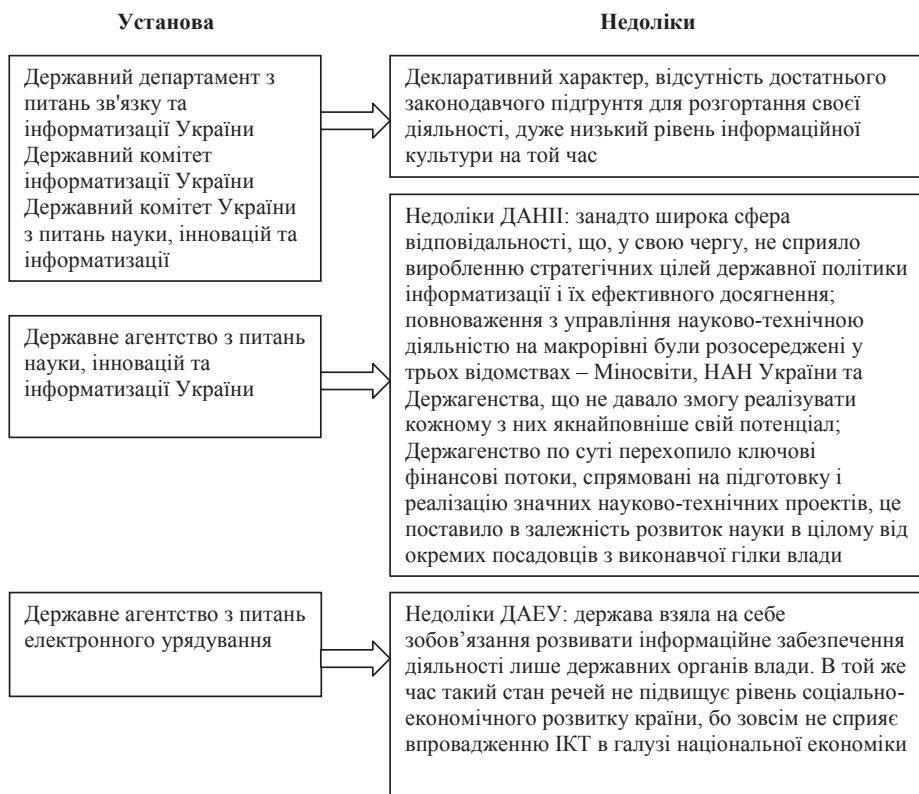 Установа
Недоліки
Державний департамент з
питань зв'язку та
інформатизації України
Державний комітет
інформатизації України
Державний комітет України
з питань науки, інновацій та
інформатизації
Декларативний характер, відсутність достатнього
законодавчого підґрунтя для розгортання своєї
діяльності, дуже низький рівень інформаційної
культури на той час
Державне агентство з питань
науки, інновацій та
інформатизації України
Недоліки ДАНІІ: занадто широка сфера
відповідальності, що, у свою чергу, не сприяло
виробленню стратегічних цілей державної політики
інформатизації і їх ефективного досягнення;
повноваження з управління науково-технічною
діяльністю на макрорівні були розосереджені у
трьох відомствах – Міносвіти, НАН України та
Держагенства, що не давало змогу реалізувати
кожному з них якнайповніше свій потенціал;
Держагенство по суті перехопило ключові
фінансові потоки, спрямовані на підготовку і
реалізацію значних науково-технічних проектів, це
поставило в залежність розвиток науки в цілому від
окремих посадовців з виконавчої гілки влади
Державне агентство з питань
електронного урядування
Недоліки ДАЕУ: держава взяла на себе
зобов’язання розвивати інформаційне забезпечення
діяльності лише державних органів влади. В той же
час такий стан речей не підвищує рівень соціально-
економічного розвитку країни, бо зовсім не сприяє
впровадженню ІКТ в галузі національної економіки